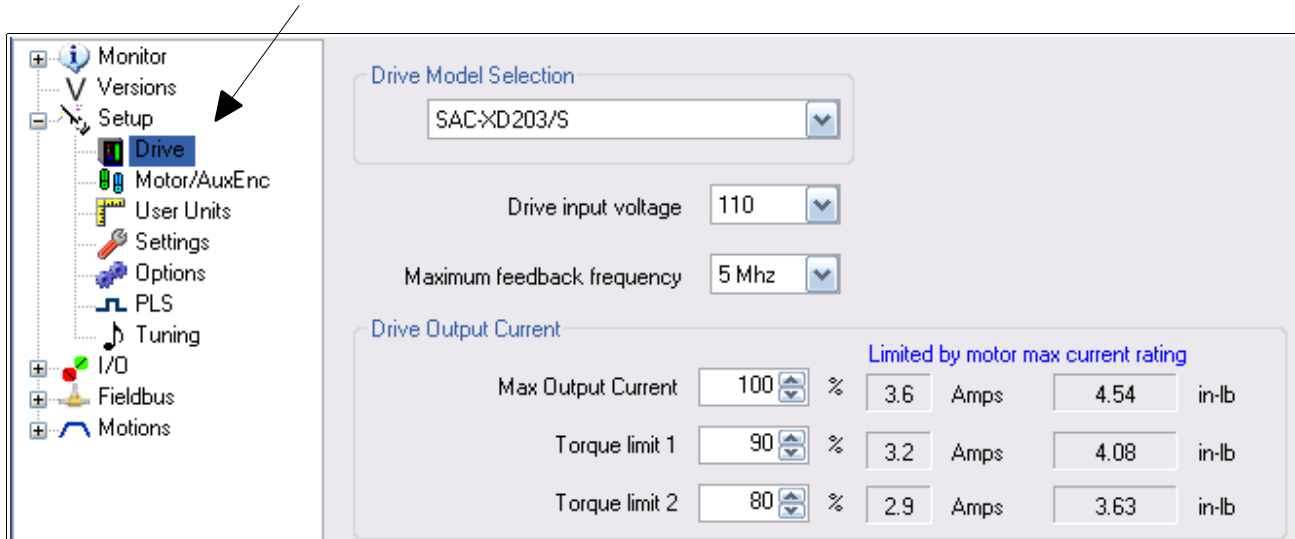 Monitor
Versions
Setup
Drive
Motor/AuxEnc
User Units
Settings
Options
PLS
Tuning
I/O
Fieldbus
Motions
Drive Model Selection
SAC-XD203/S
Drive input voltage 110
Maximum feedback frequency 5 Mhz
Drive Output Current
Limited by motor max current rating
Max Output Current 100 % 3.6 Amps 4.54 in-lb
Torque limit 1 90 % 3.2 Amps 4.08 in-lb
Torque limit 2 80 % 2.9 Amps 3.63 in-lb